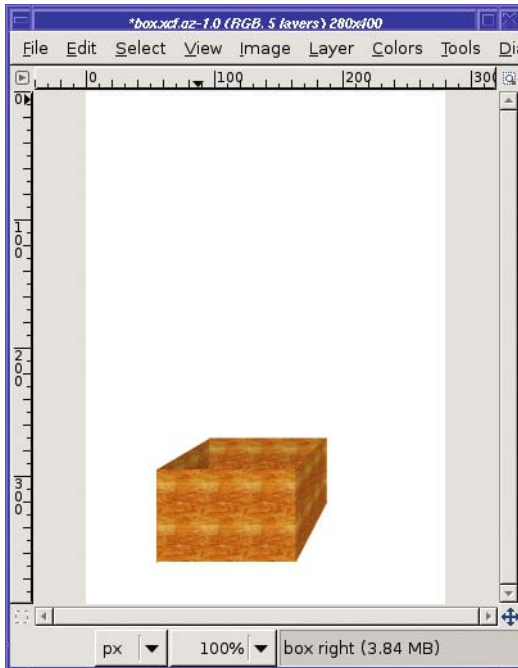 *box.xcf.gz-1.0 (RGB, 5 layers) 280x400
File Edit Select View Image Layer Colors Tools Dia
0 100 200 300
0
100
200
300
px 100% box right (3.84 MB)